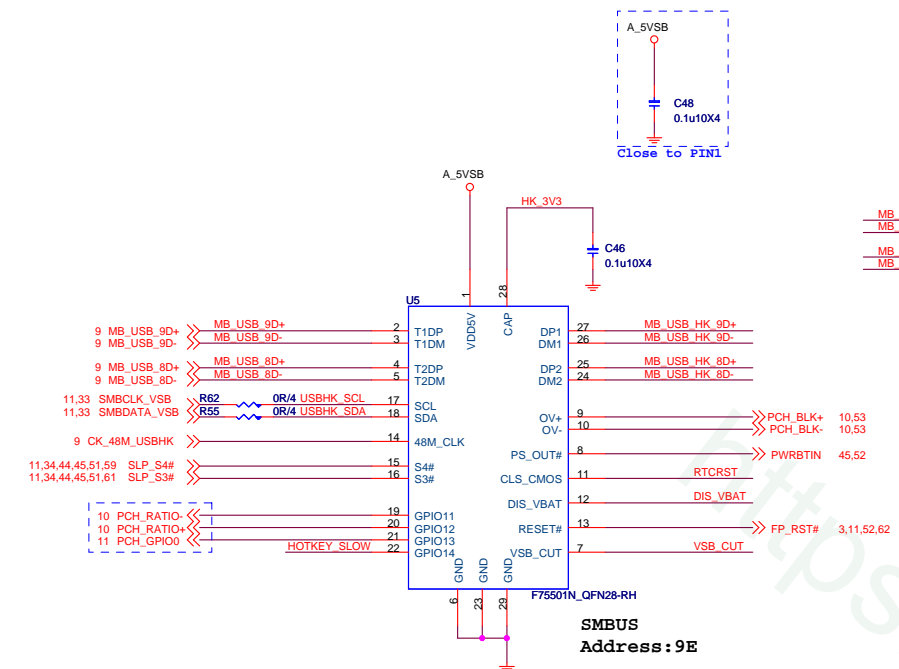 A_5VSB
C48
0.1u10X4
Close to PIN1
A_5VSB
HK_3V3
C46
0.1u10X4
MB_
MB_
MB_
MB_
U5
1
28
VDD5V
CAP
9 MB_USB_9D+ MB_USB_9D+ 2 T1DP
9 MB_USB_9D- MB_USB_9D- 3 T1DM
9 MB_USB_8D+ MB_USB_8D+ 4 T2DP
9 MB_USB_8D- MB_USB_8D- 5 T2DM
11,33 SMBCLK_VSB R62 0R/4 USBHK_SCL 17 SCL
11,33 SMBDATA_VSB R55 0R/4 USBHK_SDA 18 SDA
9 CK_48M_USBHK 14 48M_CLK
11,34,44,45,51,59 SLP_S4# 15 S4#
11,34,44,45,51,61 SLP_S3# 16 S3#
10 PCH_RATIO- 19 GPIO11
10 PCH_RATIO+ 20 GPIO12
11 PCH_GPIO0 21 GPIO13
HOTKEY_SLOW 22 GPIO14
DP1 27 MB_USB_HK_9D+
DM1 26 MB_USB_HK_9D-
DP2 25 MB_USB_HK_8D+
DM2 24 MB_USB_HK_8D-
OV+ 9 PCH_BLK+ 10,53
OV- 10 PCH_BLK- 10,53
PS_OUT# 8 PWRBTIN 45,52
CLS_CMOS 11 RTCRST
DIS_VBAT 12 DIS_VBAT
RESET# 13 FP_RST# 3,11,52,62
VSB_CUT 7 VSB_CUT
GND
GND
GND
6
23
29
F75501N_QFN28-RH
SMBUS
Address:9E
https